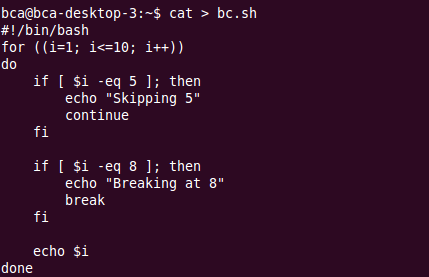 bca@bca-desktop-3:~$ cat > bc.sh
#!/bin/bash
for ((i=1; i<=10; i++))
do
    if [ $i -eq 5 ]; then
        echo "Skipping 5"
        continue
    fi

    if [ $i -eq 8 ]; then
        echo "Breaking at 8"
        break
    fi

    echo $i
done